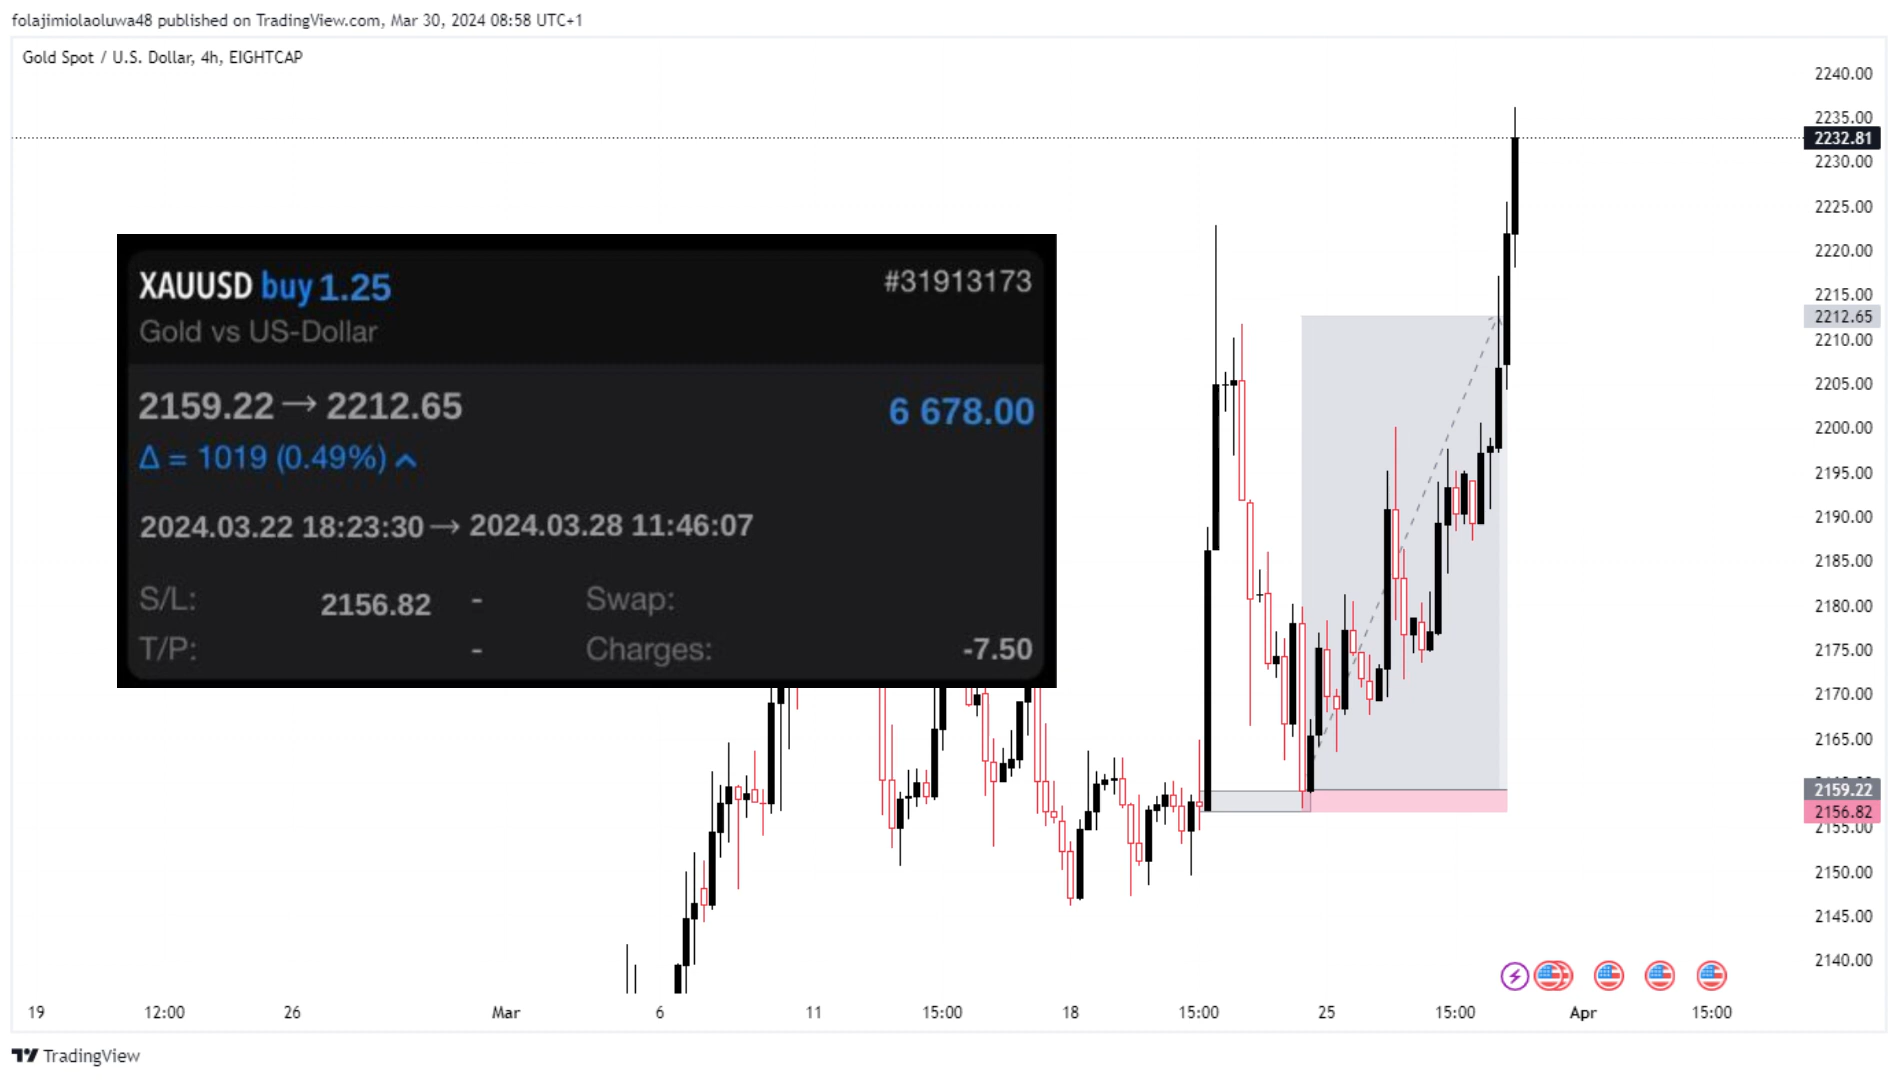 folajimiolaoluwa48 published on TradingView.com, Mar 30, 2024 08:58 UTC+1
Gold Spot / U.S. Dollar, 4h, EIGHTCAP
2240.00
2235.00
2232.81
2230.00
2225.00
2220.00
2215.00
2212.65
2210.00
2205.00
2200.00
2195.00
2190.00
2185.00
2180.00
2175.00
2170.00
2165.00
2159.22
2156.82
2155.00
2150.00
2145.00
2140.00
XAUUSD buy 1.25 #31913173
Gold vs US-Dollar
2159.22 → 2212.65 6 678.00
Δ = 1019 (0.49%)
2024.03.22 18:23:30 → 2024.03.28 11:46:07
S/L: 2156.82 - Swap:
T/P: - Charges: -7.50
19 12:00 26 Mar 6 11 15:00 18 15:00 25 15:00 Apr 15:00
TradingView